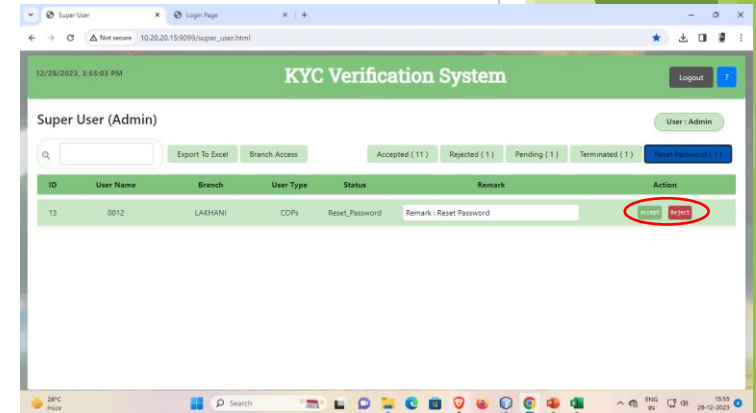 Super User
Login Page
Not secure 10.20.20.15:9099/super_user.html
12/28/2023, 3:55:03 PM
KYC Verification System
Logout
?
Super User (Admin)
User : Admin
Export To Excel Branch Access Accepted ( 11 ) Rejected ( 1 ) Pending ( 1 ) Terminated ( 1 ) Reset Password ( 1 )
ID User Name Branch User Type Status Remark Action
13 0012 LAKHANI COPs Reset_Password Remark : Reset Password Accept Reject
28°C
Haze
Search
ENG
IN
15:55
28-12-2023